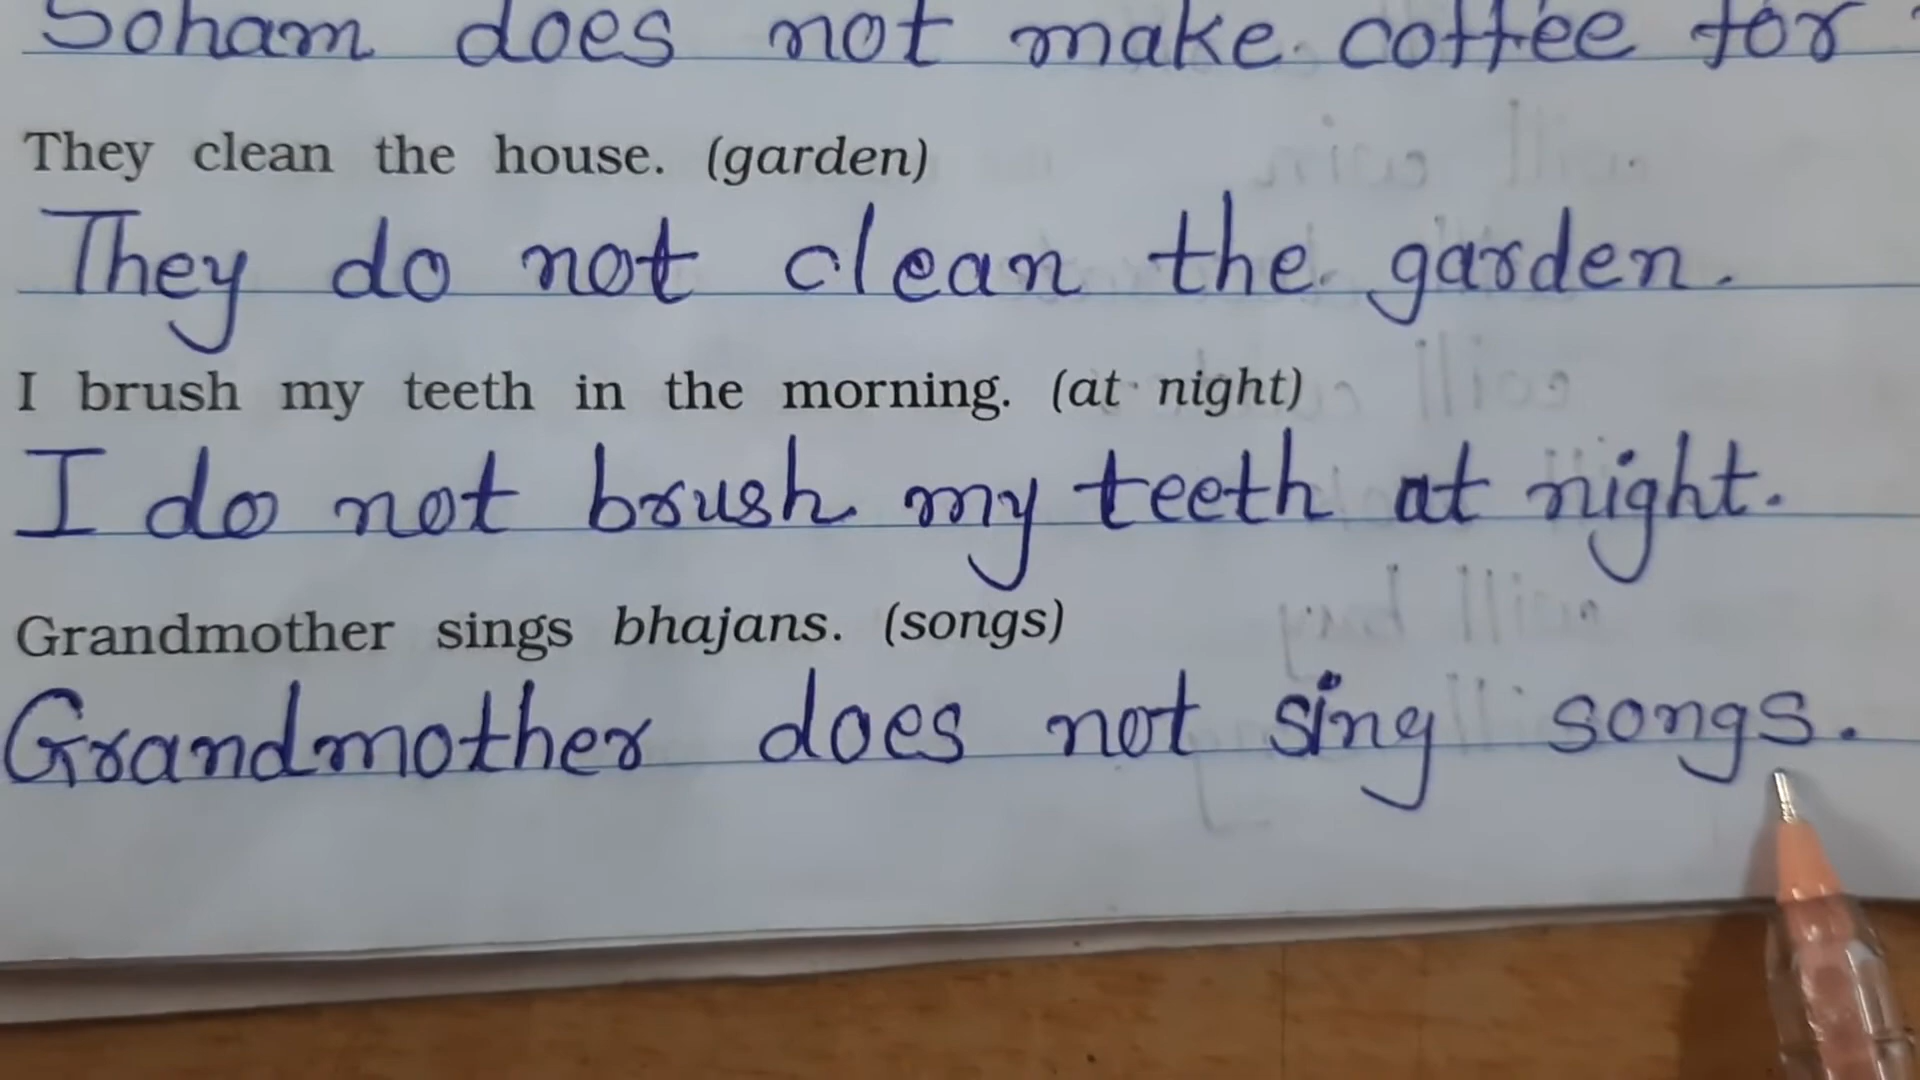 Soham does not make coffee for
They clean the house. (garden)
They do not clean the garden.
I brush my teeth in the morning. (at night)
I do not brush my teeth at night.
Grandmother sings bhajans. (songs)
Grandmother does not sing songs.